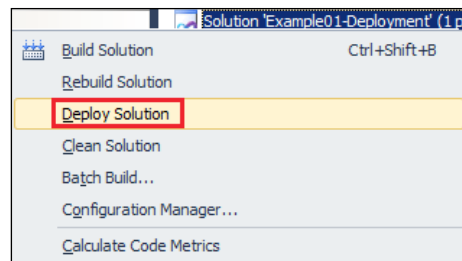 Solution 'Example01-Deployment' (1 p
Build Solution Ctrl+Shift+B
Rebuild Solution
Deploy Solution
Clean Solution
Batch Build...
Configuration Manager...
Calculate Code Metrics